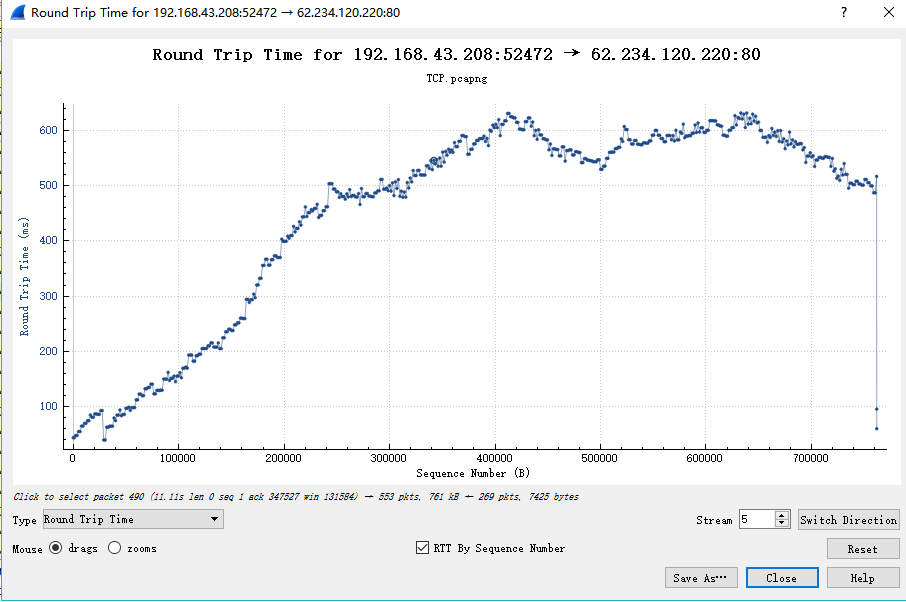 Round Trip Time for 192.168.43.208:52472 → 62.234.120.220:80
?
Round Trip Time for 192.168.43.208:52472 → 62.234.120.220:80
TCP.pcapng
600
500
400
300
200
100
Round Trip Time (ms)
0 100000 200000 300000 400000 500000 600000 700000
Sequence Number (B)
Click to select packet 490 (11.11s len 0 seq 1 ack 347527 win 131584) → 553 pkts, 761 kB ← 269 pkts, 7425 bytes
Type Round Trip Time Stream 5 Switch Direction
Mouse drags zooms RTT By Sequence Number Reset
Save As… Close Help